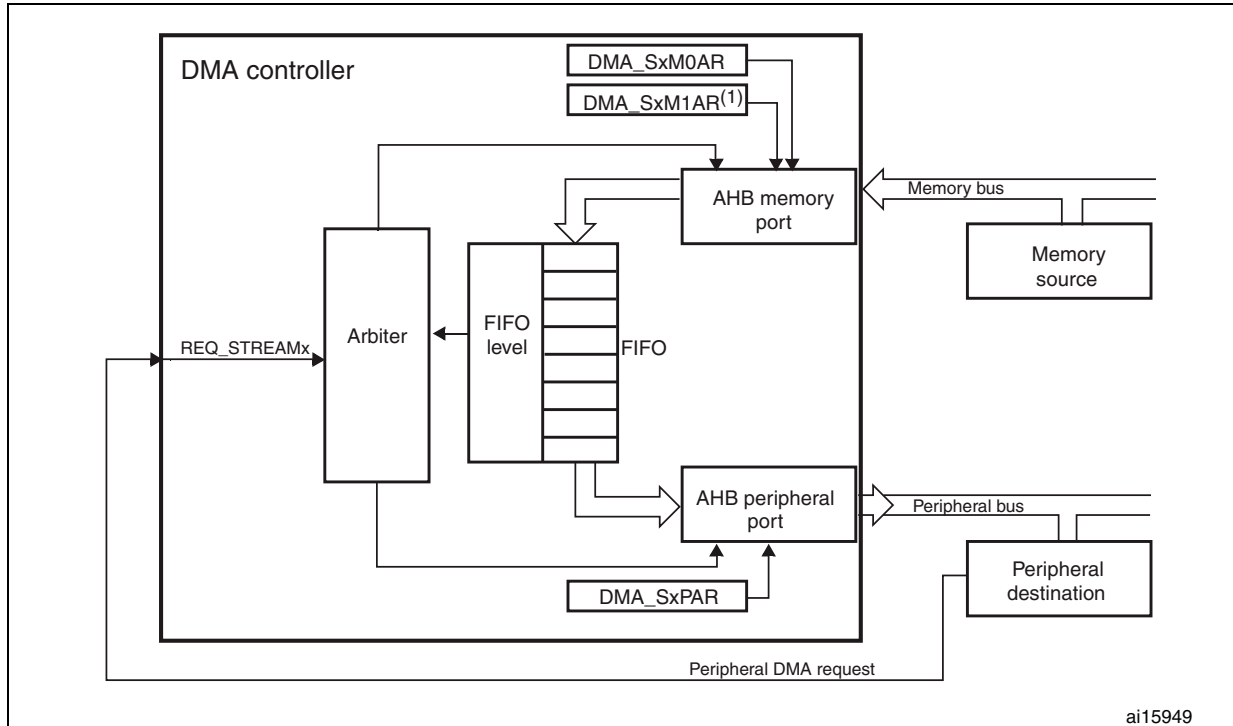 DMA controller
DMA_SxM0AR
DMA_SxM1AR(1)
AHB memory
port
Memory bus
Memory
source
REQ_STREAMx
Arbiter
FIFO
level
FIFO
AHB peripheral
port
Peripheral bus
Peripheral
destination
DMA_SxPAR
Peripheral DMA request
ai15949